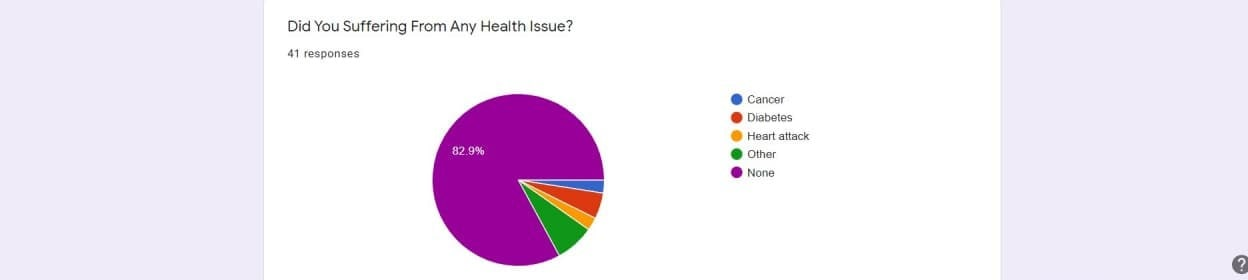 Did You Suffering From Any Health Issue?
41 responses
82.9%
Cancer
Diabetes
Heart attack
Other
None
?